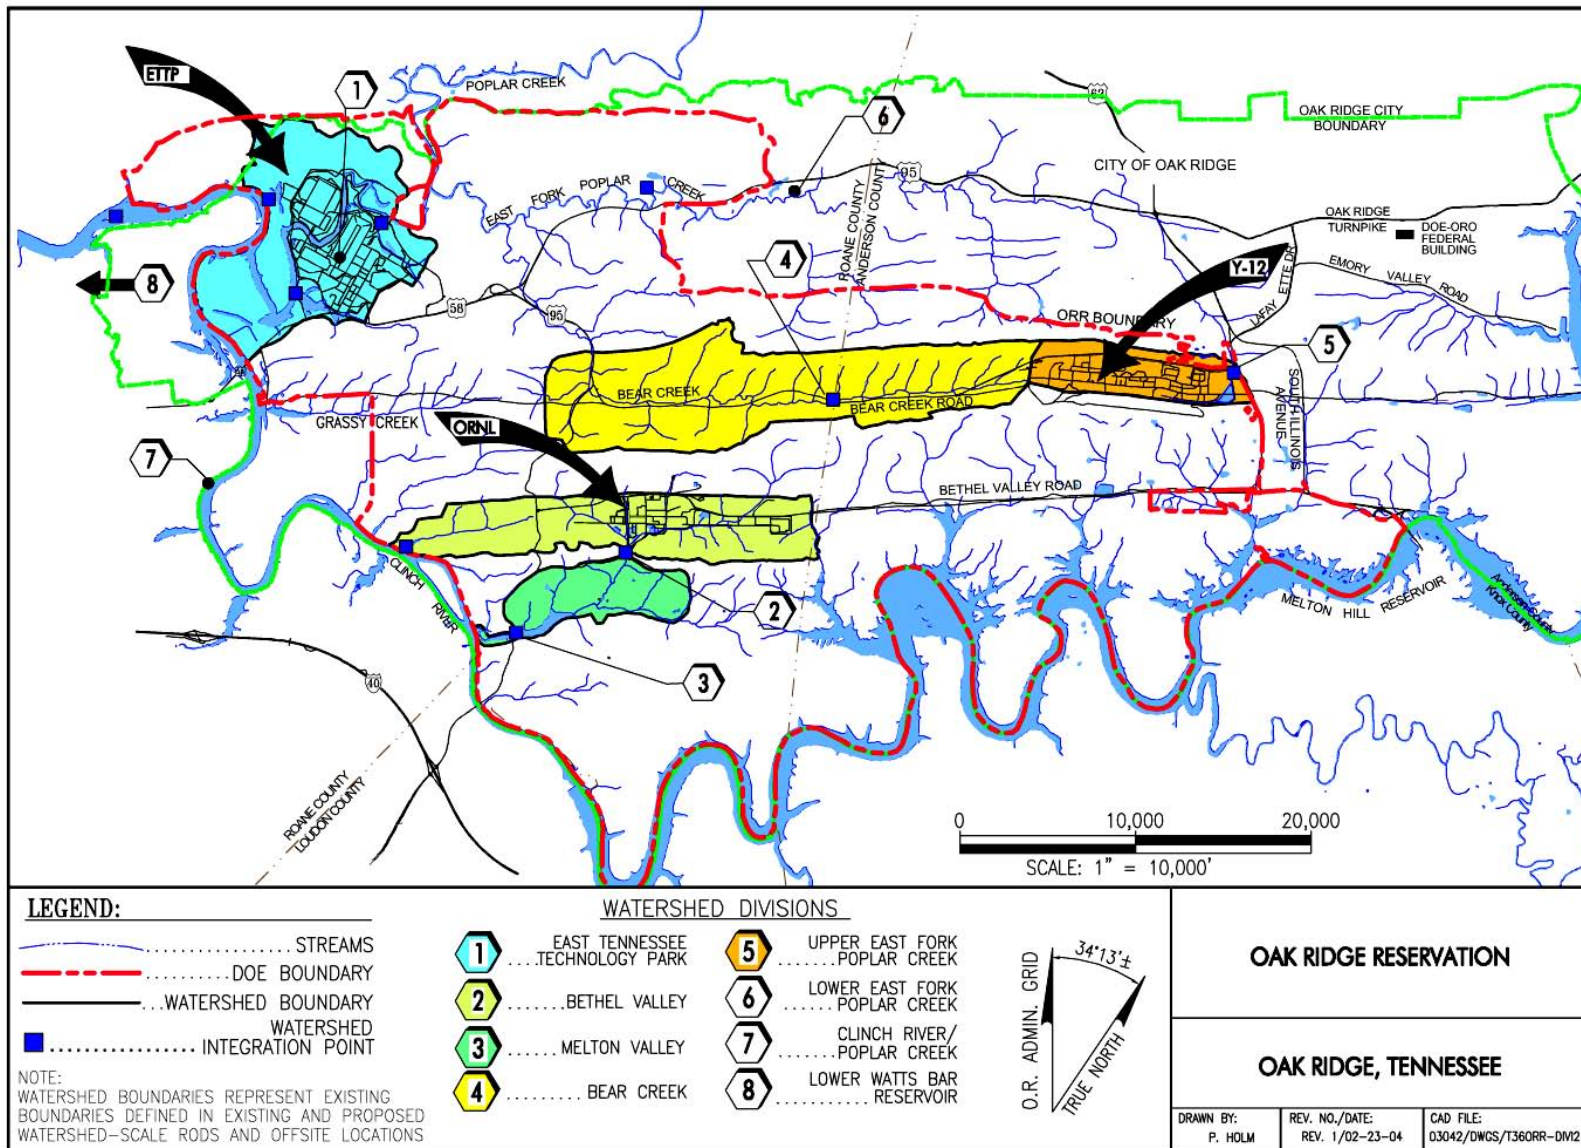 ETTP
1
POPLAR CREEK
6
62
OAK RIDGE CITY
BOUNDARY
CITY OF OAK RIDGE
95
EAST FORK POPLAR CREEK
ROANE COUNTY
ANDERSON COUNTY
OAK RIDGE
TURNPIKE
DOE-ORO
FEDERAL
BUILDING
8
4
Y-12
LAFAY ETTE DR
EMORY VALLEY ROAD
58
95
ORR BOUNDARY
5
BEAR CREEK
BEAR CREEK ROAD
SOUTH ILLINOIS
AVENUE
GRASSY CREEK
ORNL
7
BETHEL VALLEY ROAD
CLINCH RIVER
2
MELTON HILL RESERVOIR
Anderson County
Knox County
3
40
ROANE COUNTY
LOUDON COUNTY
0 10,000 20,000
SCALE: 1" = 10,000'
LEGEND:
STREAMS
DOE BOUNDARY
WATERSHED BOUNDARY
WATERSHED
INTEGRATION POINT
NOTE:
WATERSHED BOUNDARIES REPRESENT EXISTING
BOUNDARIES DEFINED IN EXISTING AND PROPOSED
WATERSHED-SCALE RODS AND OFFSITE LOCATIONS
WATERSHED DIVISIONS
1 EAST TENNESSEE
TECHNOLOGY PARK
2 BETHEL VALLEY
3 MELTON VALLEY
4 BEAR CREEK
5 UPPER EAST FORK
POPLAR CREEK
6 LOWER EAST FORK
POPLAR CREEK
7 CLINCH RIVER/
POPLAR CREEK
8 LOWER WATTS BAR
RESERVOIR
O.R. ADMIN. GRID
34°13'±
TRUE NORTH
OAK RIDGE RESERVATION
OAK RIDGE, TENNESSEE
DRAWN BY:
P. HOLM
REV. NO./DATE:
REV. 1/02-23-04
CAD FILE:
03042/DWGS/T36ORR-DIVI2